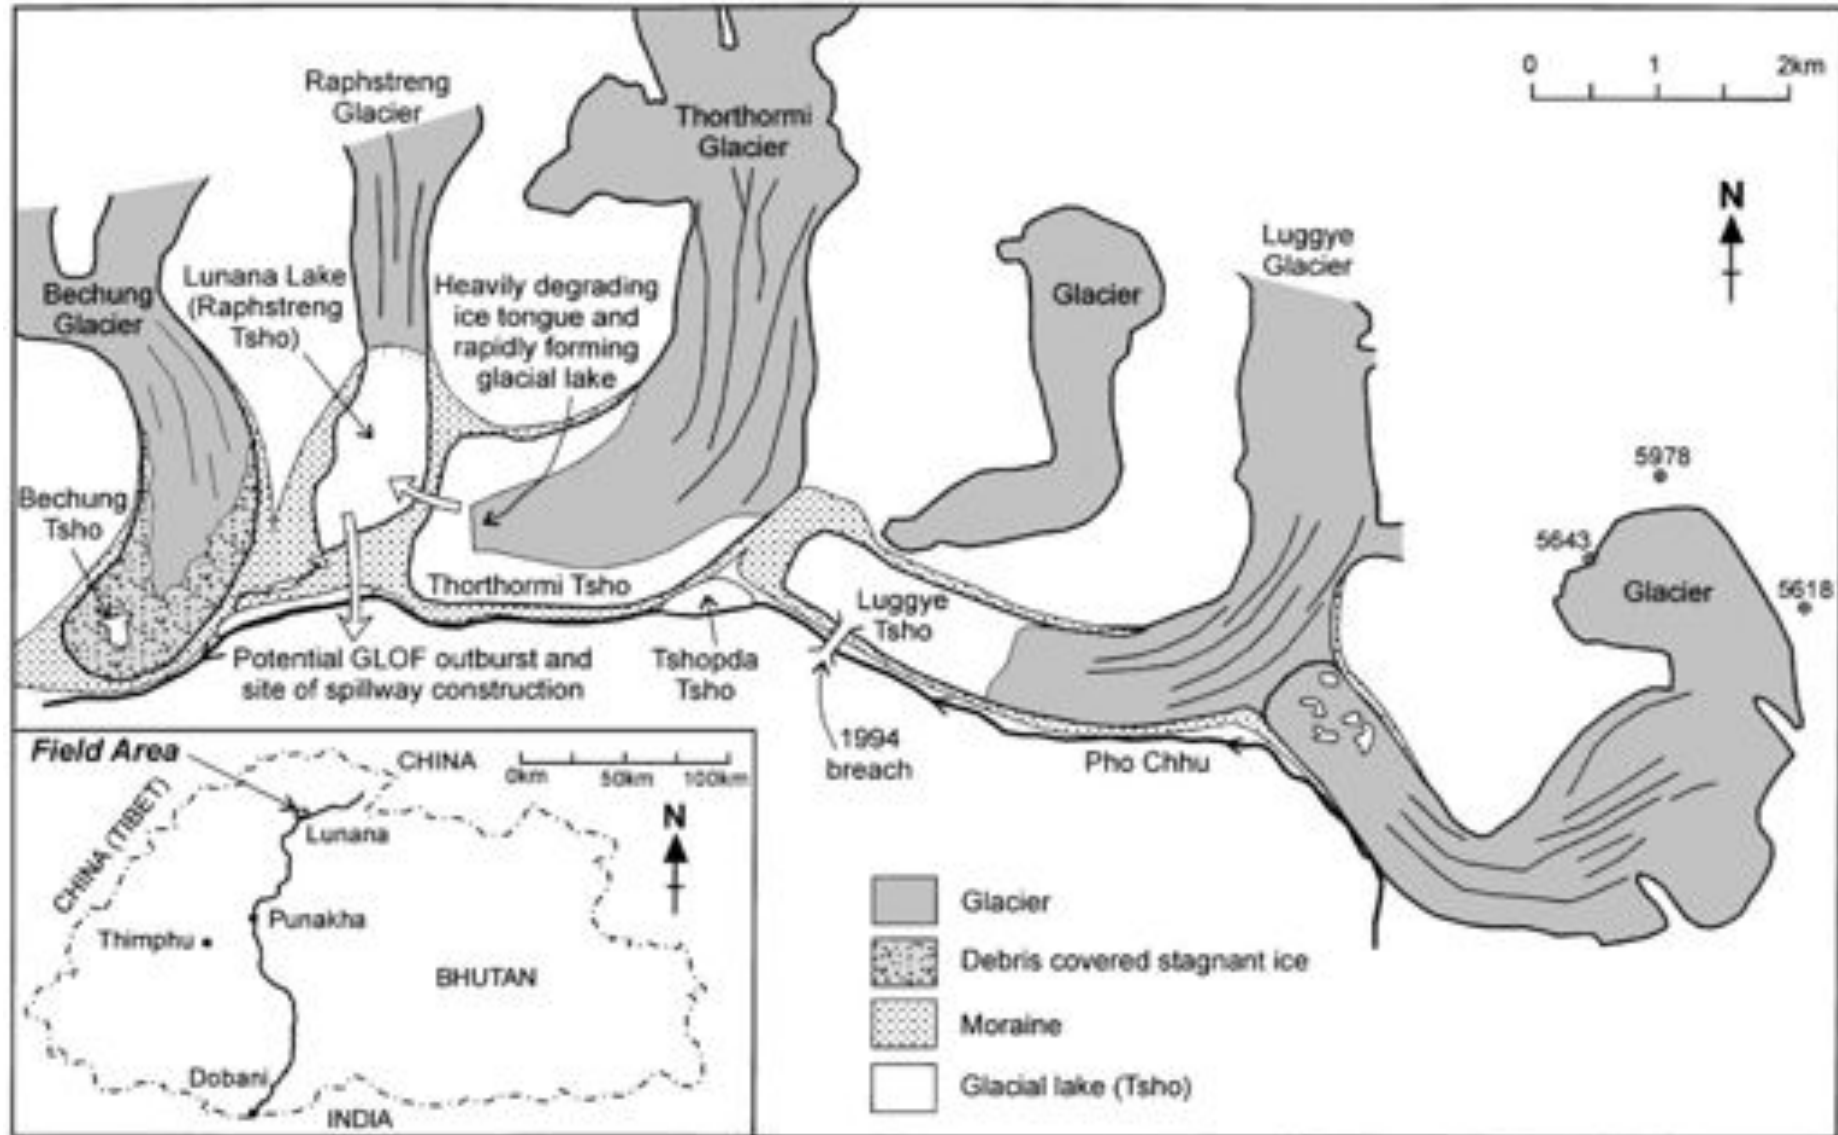 0 1 2km
Raphstreng
Glacier
Thorthormi
Glacier
N
Luggye
Glacier
Glacier
Lunana Lake
(Raphstreng
Tsho)
Heavily degrading
ice tongue and
rapidly forming
glacial lake
Bechung
Glacier
5978
5643
Glacier
5618
Bechung
Tsho
Thorthormi Tsho
Luggye
Tsho
Potential GLOF outburst and
site of spillway construction
Tshopda
Tsho
1994
breach
Pho Chhu
Field Area
CHINA
0km 50km 100km
CHINA (TIBET)
N
Lunana
Punakha
Thimphu
BHUTAN
Dobani
INDIA
Glacier
Debris covered stagnant ice
Moraine
Glacial lake (Tsho)